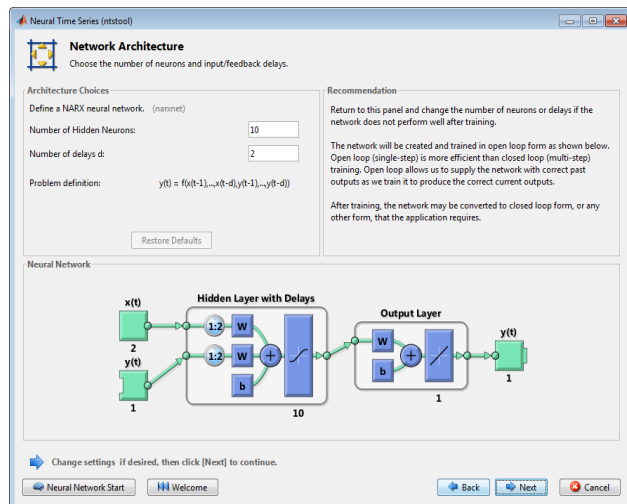 Neural Time Series (ntstool)
Network Architecture
Choose the number of neurons and input/feedback delays.
Architecture Choices
Define a NARX neural network. (narxnet)
Number of Hidden Neurons: 10
Number of delays d: 2
Problem definition: y(t) = f(x(t-1),...,x(t-d),y(t-1),...,y(t-d))
Restore Defaults
Recommendation
Return to this panel and change the number of neurons or delays if the
network does not perform well after training.
The network will be created and trained in open loop form as shown below.
Open loop (single-step) is more efficient than closed loop (multi-step)
training. Open loop allows us to supply the network with correct past
outputs as we train it to produce the correct current outputs.
After training, the network may be converted to closed loop form, or any
other form, that the application requires.
Neural Network
Hidden Layer with Delays
Output Layer
x(t)
y(t)
1:2 W
W
2
+
y(t)
1:2 W
+
b
b
1
1
1
10
Change settings if desired, then click [Next] to continue.
Neural Network Start
Welcome
Back
Next
Cancel